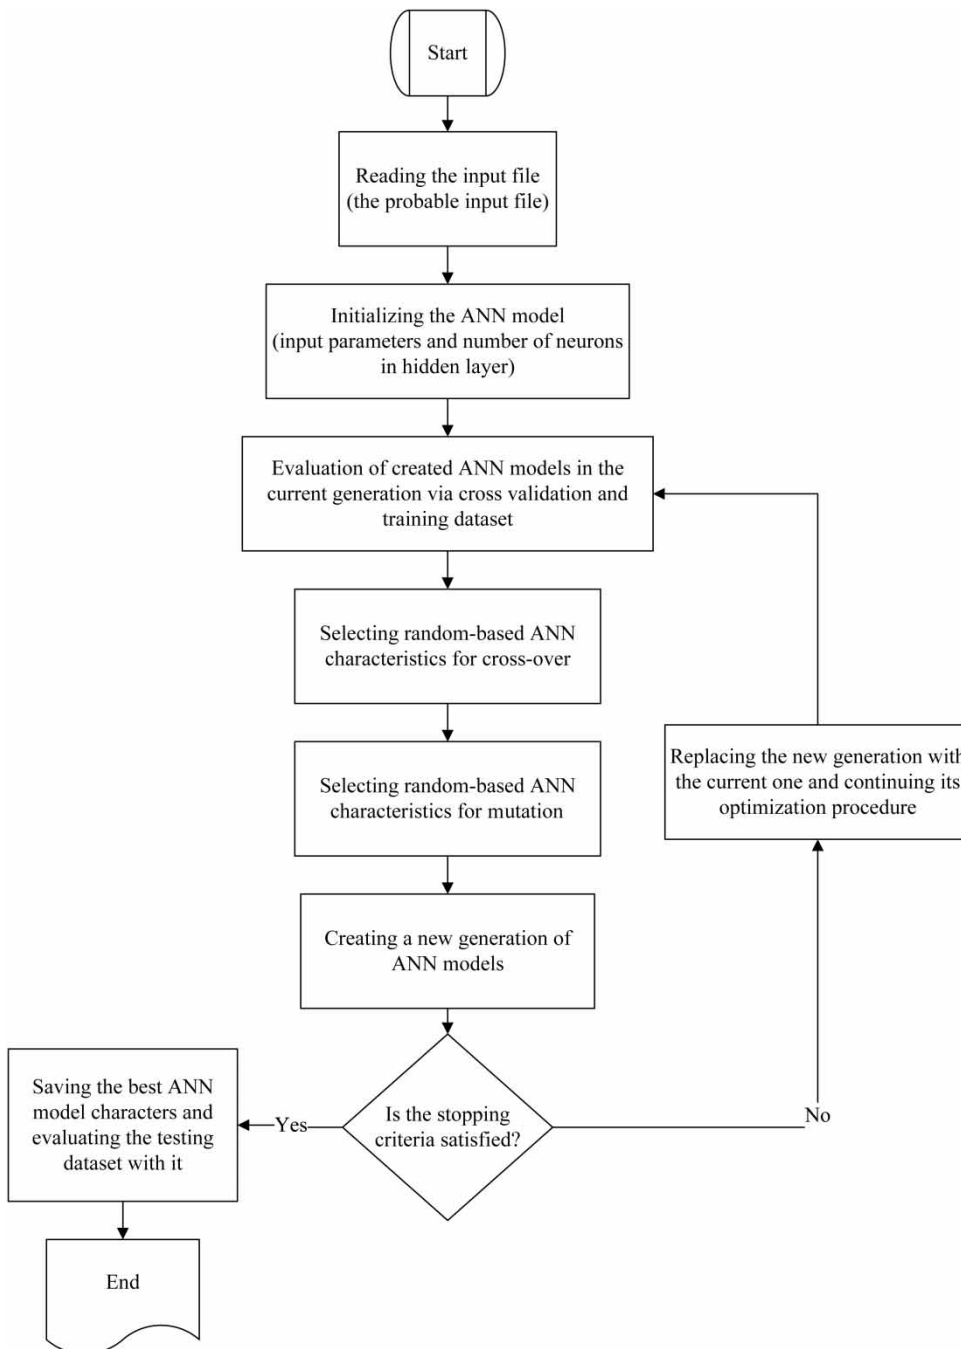 Start
Reading the input file
(the probable input file)
Initializing the ANN model
(input parameters and number of neurons
in hidden layer)
Evaluation of created ANN models in the
current generation via cross validation and
training dataset
Selecting random-based ANN
characteristics for cross-over
Selecting random-based ANN
characteristics for mutation
Replacing the new generation with
the current one and continuing its
optimization procedure
Creating a new generation of
ANN models
Is the stopping
criteria satisfied?
Yes
No
Saving the best ANN
model characters and
evaluating the testing
dataset with it
End